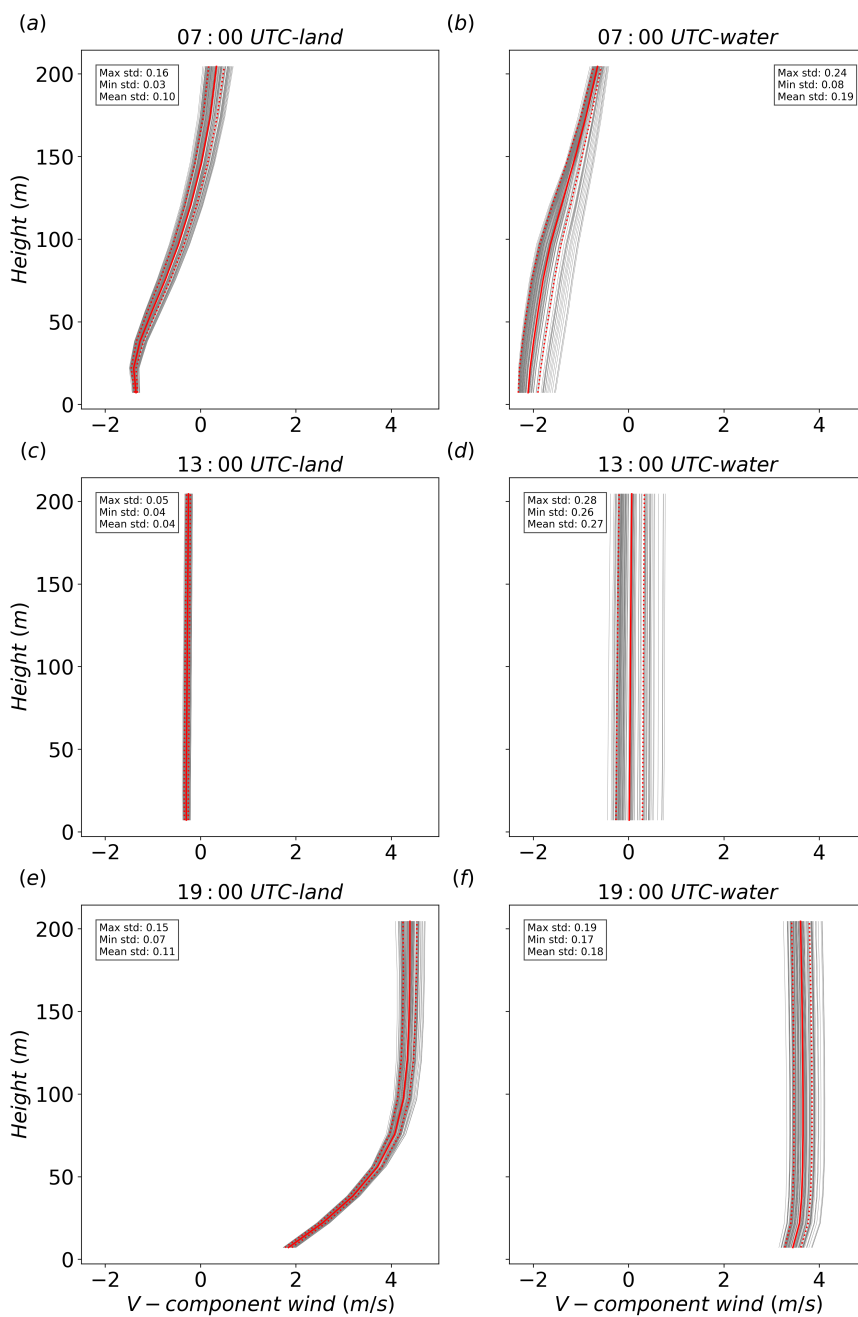 (a)
07 : 00 UTC-land
Max std: 0.16
Min std: 0.03
Mean std: 0.10
200
150
100
50
0
Height (m)
−2 0 2 4
(b)
07 : 00 UTC-water
Max std: 0.24
Min std: 0.08
Mean std: 0.19
−2 0 2 4
(c)
13 : 00 UTC-land
Max std: 0.05
Min std: 0.04
Mean std: 0.04
200
150
100
50
0
Height (m)
−2 0 2 4
(d)
13 : 00 UTC-water
Max std: 0.28
Min std: 0.26
Mean std: 0.27
−2 0 2 4
(e)
19 : 00 UTC-land
Max std: 0.15
Min std: 0.07
Mean std: 0.11
200
150
100
50
0
Height (m)
−2 0 2 4
V − component wind (m/s)
(f)
19 : 00 UTC-water
Max std: 0.19
Min std: 0.17
Mean std: 0.18
−2 0 2 4
V − component wind (m/s)